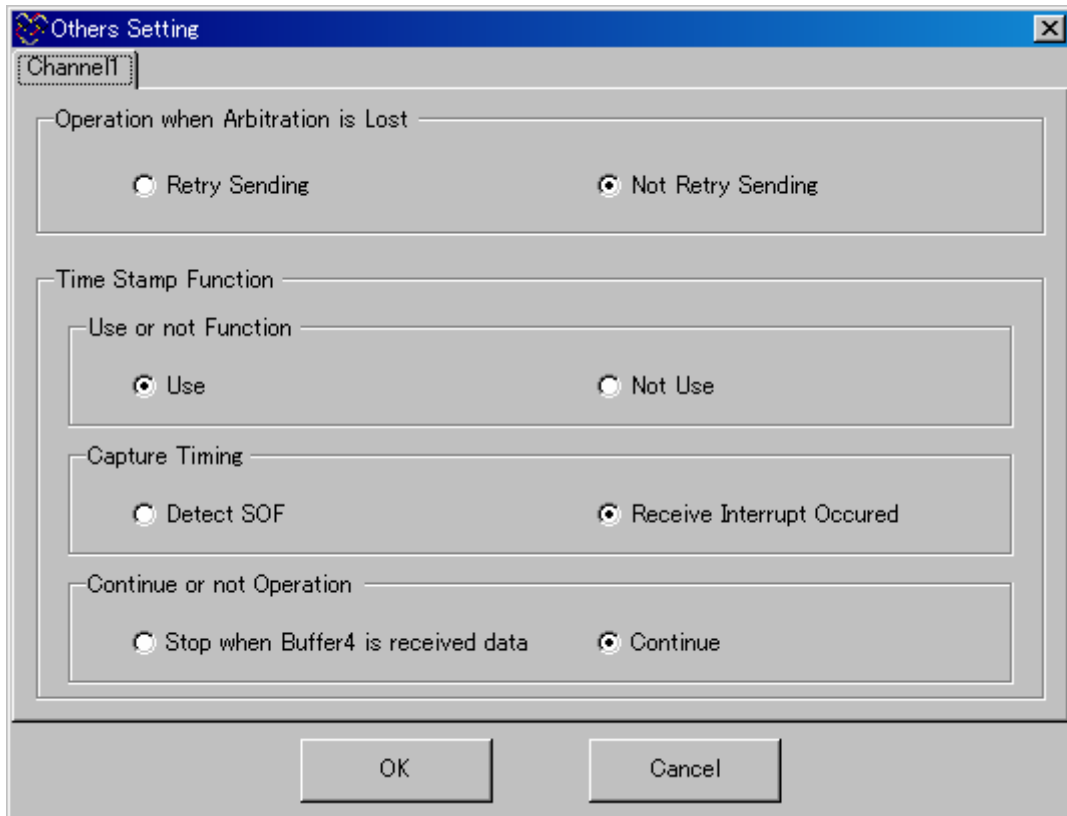 Others Setting
Channel1
Operation when Arbitration is Lost
Retry Sending Not Retry Sending
Time Stamp Function
Use or not Function
Use Not Use
Capture Timing
Detect SOF Receive Interrupt Occured
Continue or not Operation
Stop when Buffer4 is received data Continue
OK Cancel